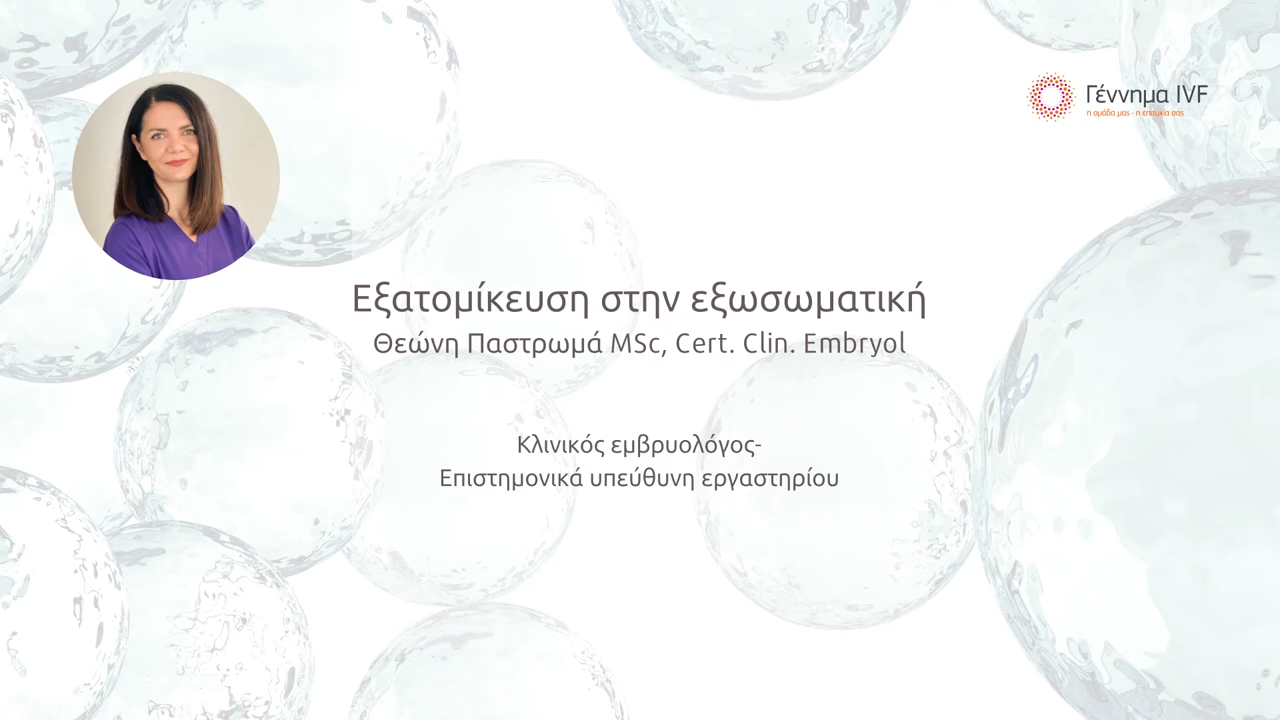 Γέννημα IVF
η ομάδα μας - η επιτυχία σας
Εξατομίκευση στην εξωσωματική
Θεώνη Παστρωμά MSc, Cert. Clin. Embryol
Κλινικός εμβρυολόγος-
Επιστημονικά υπεύθυνη εργαστηρίου